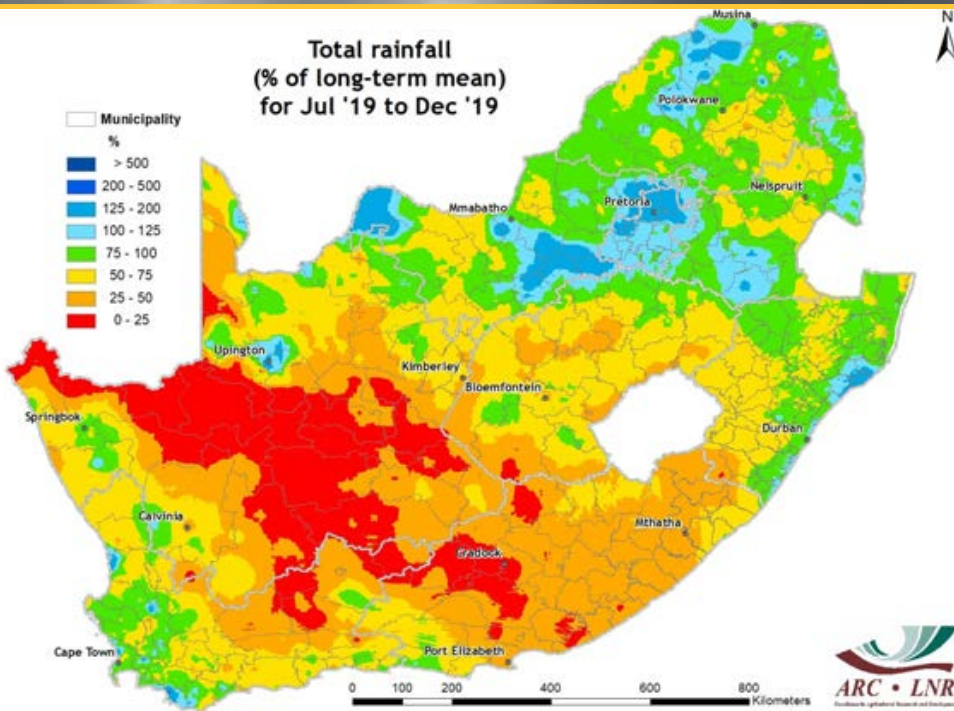 Total rainfall
(% of long-term mean)
for Jul '19 to Dec '19
N
Municipality
%
> 500
200 - 500
125 - 200
100 - 125
75 - 100
50 - 75
25 - 50
0 - 25
Musina
Polokwane
Nelspruit
Pretoria
Mmabatho
Upington
Kimberley
Bloemfontein
Springbok
Durban
Calvinia
Mthatha
Cradock
Cape Town
Port Elizabeth
0 100 200 400 600 800
Kilometers
ARC • LNR